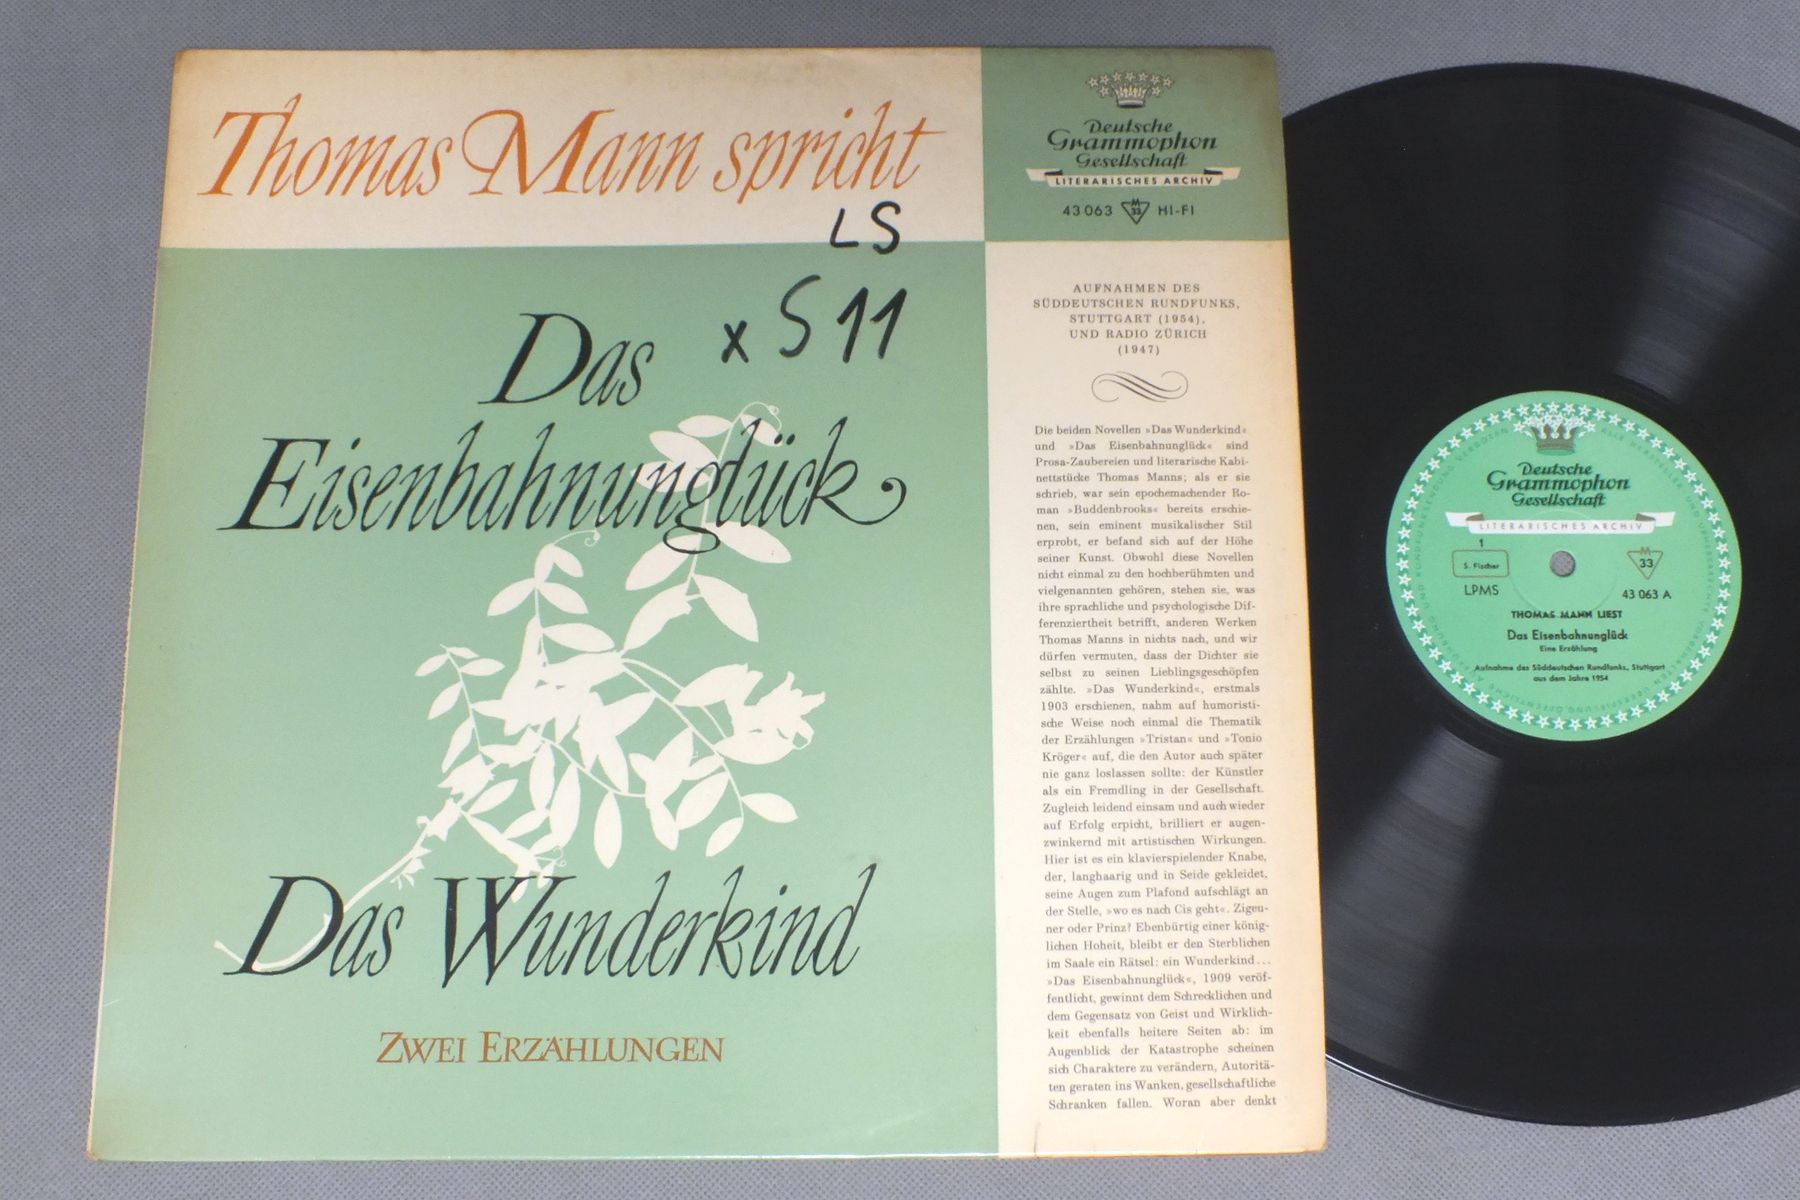 Thomas Mann spricht
LS
x S 11
Das
Eisenbahnunglück
Das Wunderkind
ZWEI ERZÄHLUNGEN
Deutsche
Grammophon
Gesellschaft
LITERARISCHES ARCHIV
43 063 M 33 HI-FI
AUFNAHMEN DES
SÜDDEUTSCHEN RUNDFUNKS,
STUTTGART (1954),
UND RADIO ZÜRICH
(1947)
Die beiden Novellen »Das Wunderkind«
und »Das Eisenbahnunglück« sind
Prosa-Zaubereien und literarische Kabi-
nettstücke Thomas Manns; als er sie
schrieb, war sein epochemachender Ro-
man »Buddenbrooks« bereits erschie-
nen, sein eminent musikalischer Stil
erprobt, er befand sich auf der Höhe
seiner Kunst. Obwohl diese Novellen
nicht einmal zu den hochberühmten und
vielgenannten gehören, stehen sie, was
ihre sprachliche und psychologische Dif-
ferenziertheit betrifft, anderen Werken
Thomas Manns in nichts nach, und wir
dürfen vermuten, dass der Dichter sie
selbst zu seinen Lieblingsgeschöpfen
zählte. »Das Wunderkind«, erstmals
1903 erschienen, nahm auf humoristi-
sche Weise noch einmal die Thematik
der Erzählungen »Tristan« und »Tonio
Kröger« auf, die den Autor auch später
nie ganz loslassen sollte: der Künstler
als ein Fremdling in der Gesellschaft.
Zugleich leidend einsam und auch wieder
auf Erfolg erpicht, brilliert er augen-
zwinkernd mit artistischen Wirkungen.
Hier ist es ein klavierspielender Knabe,
der, langhaarig und in Seide gekleidet,
seine Augen zum Plafond aufschlägt an
der Stelle, »wo es nach Cis geht«. Zigeu-
ner oder Prinz? Ebenbürtig einer könig-
lichen Hoheit, bleibt er den Sterblichen
im Saale ein Rätsel: ein Wunderkind ...
»Das Eisenbahnunglück«, 1909 veröf-
fentlicht, gewinnt dem Schrecklichen und
dem Gegensatz von Geist und Wirklich-
keit ebenfalls heitere Seiten ab: im
Augenblick der Katastrophe scheinen
sich Charaktere zu verändern, Autoritä-
ten geraten ins Wanken, gesellschaftliche
Schranken fallen. Woran aber denkt
Deutsche
Grammophon
Gesellschaft
LITERARISCHES ARCHIV
1
S. Fischer
M 33
LPMS
43 063 A
THOMAS MANN LIEST
Das Eisenbahnunglück
Eine Erzählung
Aufnahme des Süddeutschen Rundfunks, Stuttgart
aus dem Jahre 1954